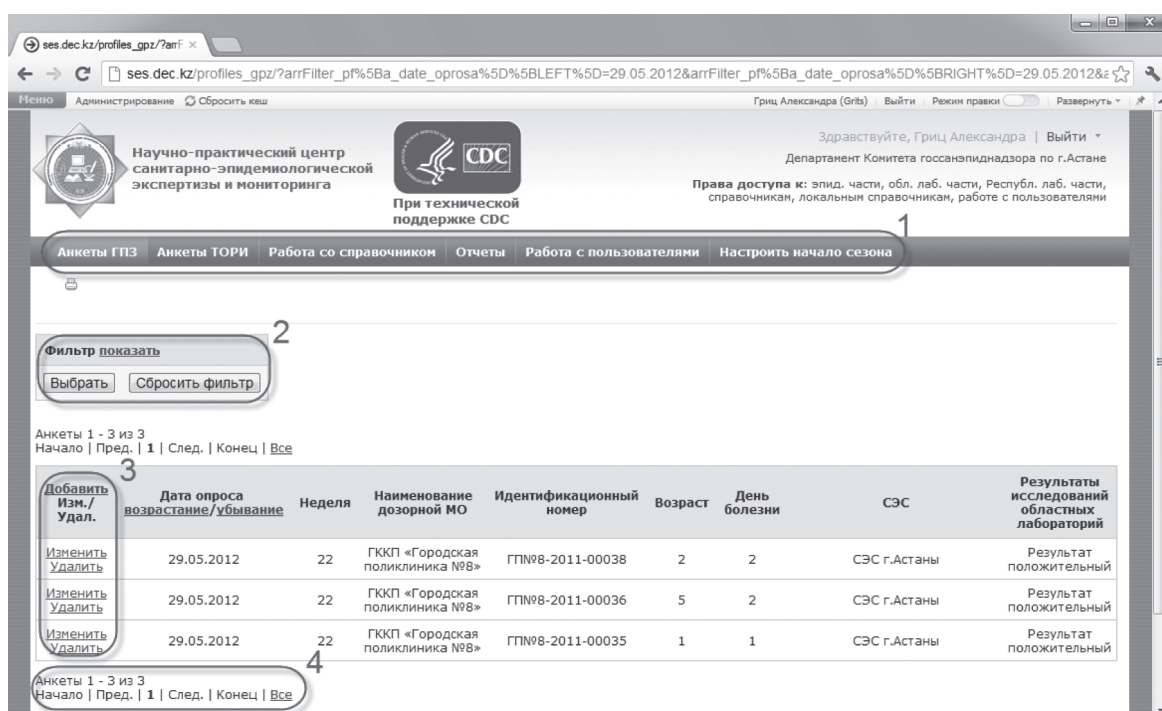 ses.dec.kz/profiles_gpz/?arrF
ses.dec.kz/profiles_gpz/?arrFilter_pf%5Ba_date_oprosa%5D%5BLEFT%5D=29.05.2012&arrFilter_pf%5Ba_date_oprosa%5D%5BRIGHT%5D=29.05.2012&a
Меню Администрирование Сбросить кеш Гриц Александра (Grits) Выйти Режим правки Развернуть
Научно-практический центр
санитарно-эпидемиологической
экспертизы и мониторинга
CDC
При технической
поддержке CDC
Здравствуйте, Гриц Александра | Выйти
Департамент Комитета госсанэпиднадзора по г.Астане
Права доступа к: эпид. части, обл. лаб. части, Республ. лаб. части,
справочникам, локальным справочникам, работе с пользователями
1
Анкеты ГПЗ Анкеты ТОРИ Работа со справочником Отчеты Работа с пользователями Настроить начало сезона
2
Фильтр показать
Выбрать Сбросить фильтр
Анкеты 1 - 3 из 3
Начало | Пред. | 1 | След. | Конец | Все
3
Добавить Изм./ Удал. Дата опроса возрастание/убывание Неделя Наименование дозорной МО Идентификационный номер Возраст День болезни СЭС Результаты исследований областных лабораторий
Изменить Удалить 29.05.2012 22 ГККП «Городская поликлиника №8» ГП№8-2011-00038 2 2 СЭС г.Астаны Результат положительный
Изменить Удалить 29.05.2012 22 ГККП «Городская поликлиника №8» ГП№8-2011-00036 5 2 СЭС г.Астаны Результат положительный
Изменить Удалить 29.05.2012 22 ГККП «Городская поликлиника №8» ГП№8-2011-00035 1 1 СЭС г.Астаны Результат положительный
4
Анкеты 1 - 3 из 3
Начало | Пред. | 1 | След. | Конец | Все